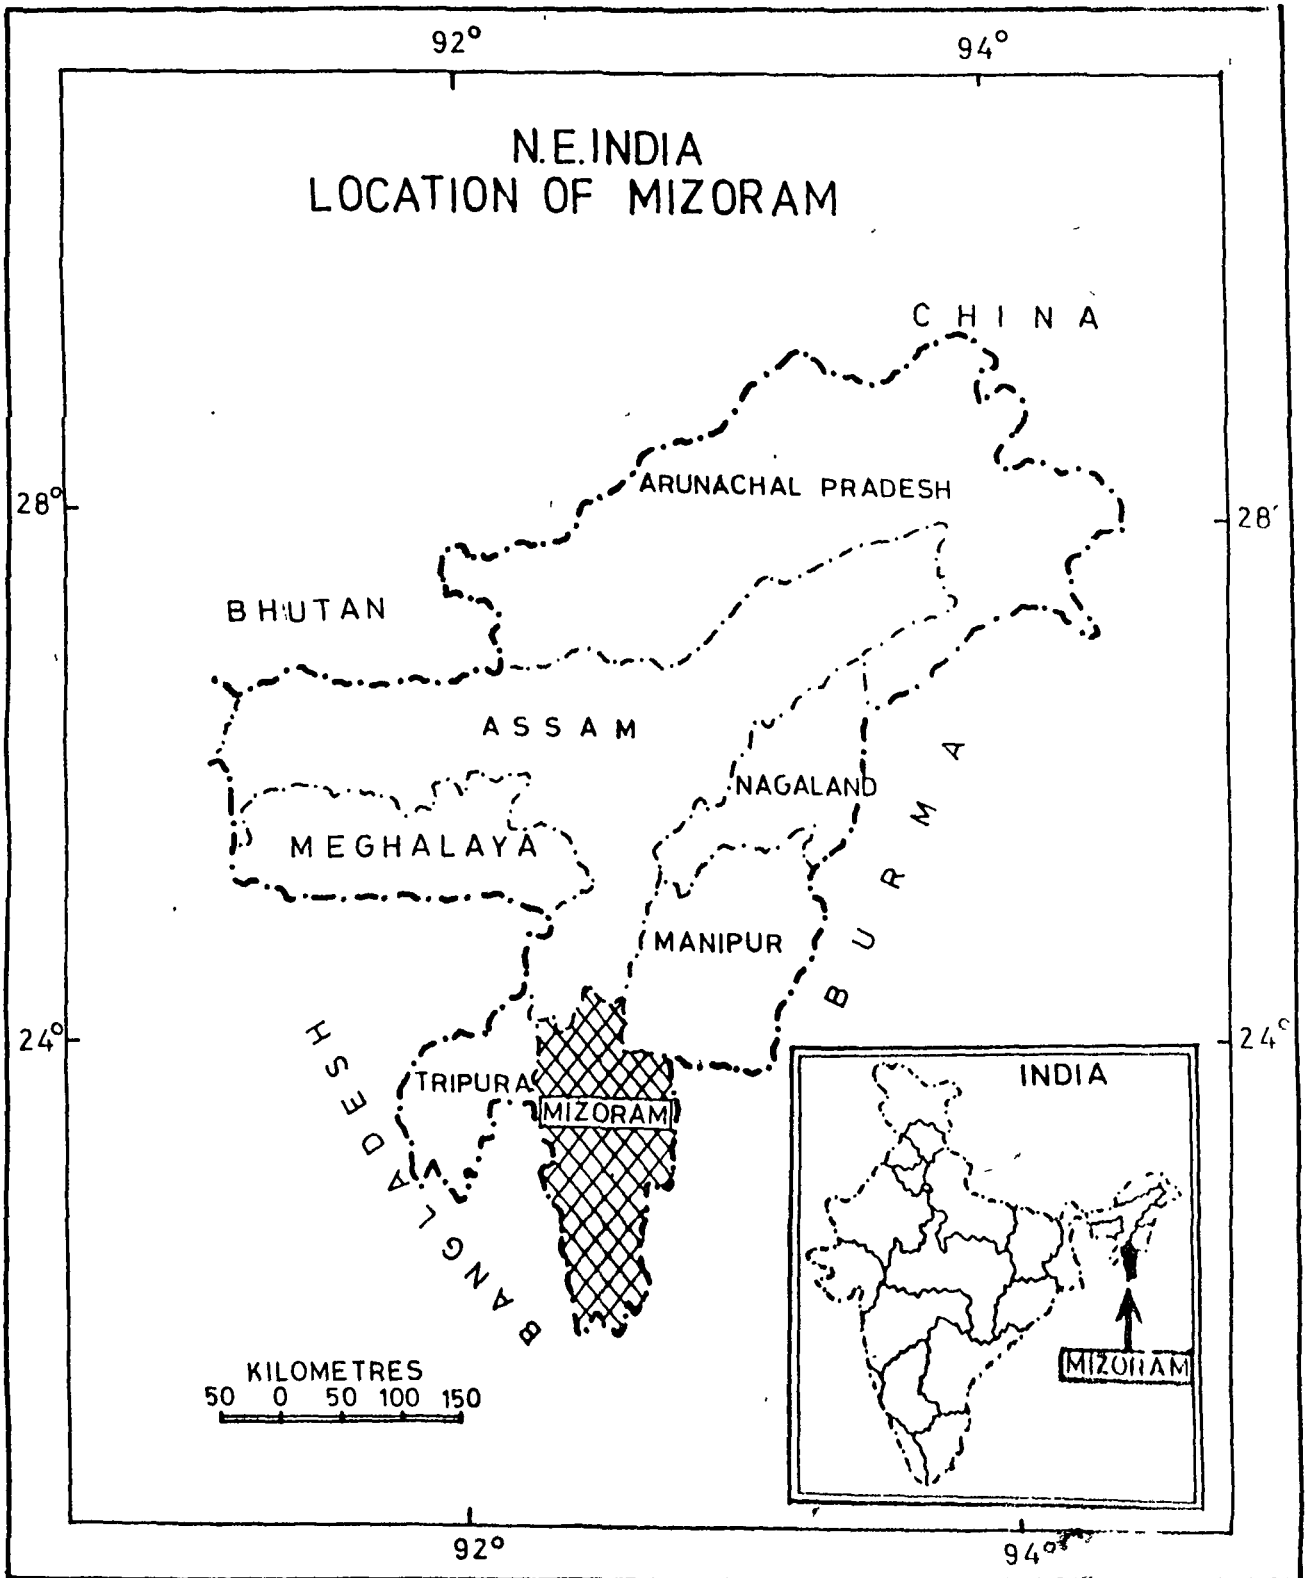 92° 94°
N.E.INDIA
LOCATION OF MIZORAM
CHINA
ARUNACHAL PRADESH
28° 28'
BHUTAN
ASSAM
NAGALAND
MEGHALAYA
BURMA
MANIPUR
24° 24°
BANGLADESH
TRIPURA
MIZORAM
INDIA
MIZORAM
KILOMETRES
50 0 50 100 150
92° 94°